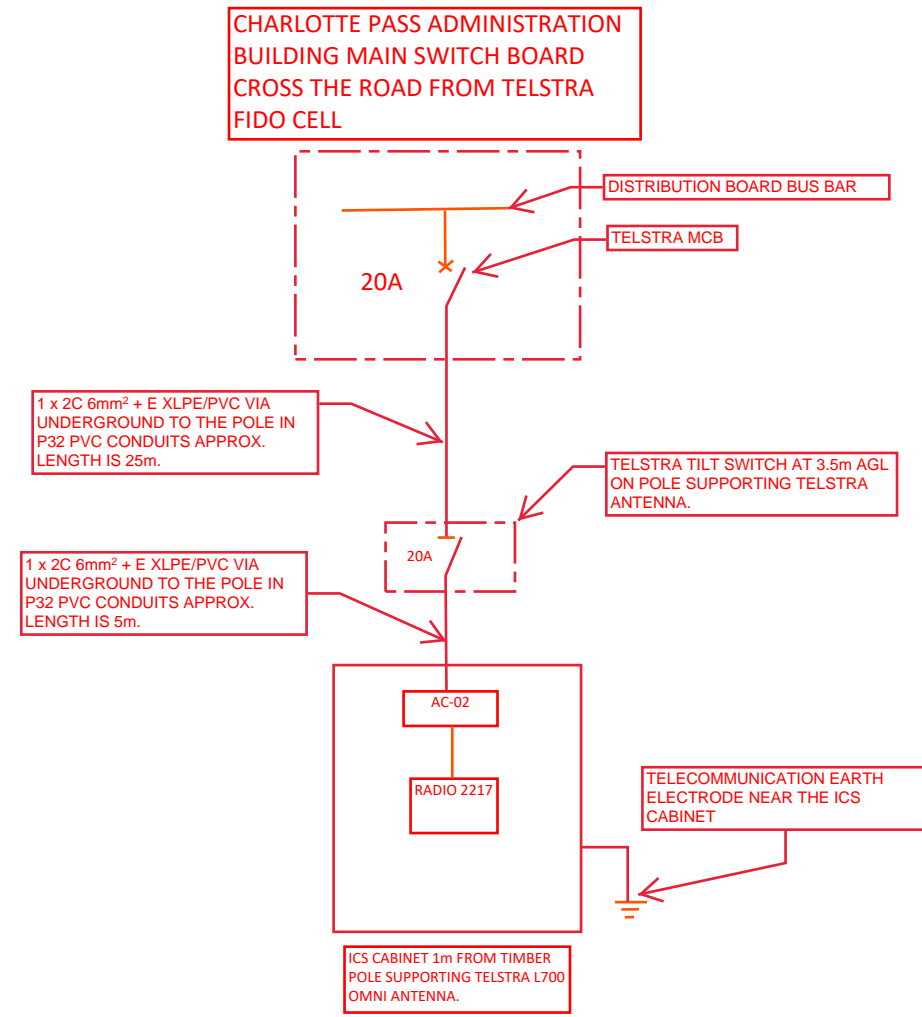 CHARLOTTE PASS ADMINISTRATION
BUILDING MAIN SWITCH BOARD
CROSS THE ROAD FROM TELSTRA
FIDO CELL
DISTRIBUTION BOARD BUS BAR
TELSTRA MCB
20A
1 x 2C 6mm² + E XLPE/PVC VIA
UNDERGROUND TO THE POLE IN
P32 PVC CONDUITS APPROX.
LENGTH IS 25m.
TELSTRA TILT SWITCH AT 3.5m AGL
ON POLE SUPPORTING TELSTRA
ANTENNA.
20A
1 x 2C 6mm² + E XLPE/PVC VIA
UNDERGROUND TO THE POLE IN
P32 PVC CONDUITS APPROX.
LENGTH IS 5m.
AC-02
RADIO 2217
TELECOMMUNICATION EARTH
ELECTRODE NEAR THE ICS
CABINET
ICS CABINET 1m FROM TIMBER
POLE SUPPORTING TELSTRA L700
OMNI ANTENNA.